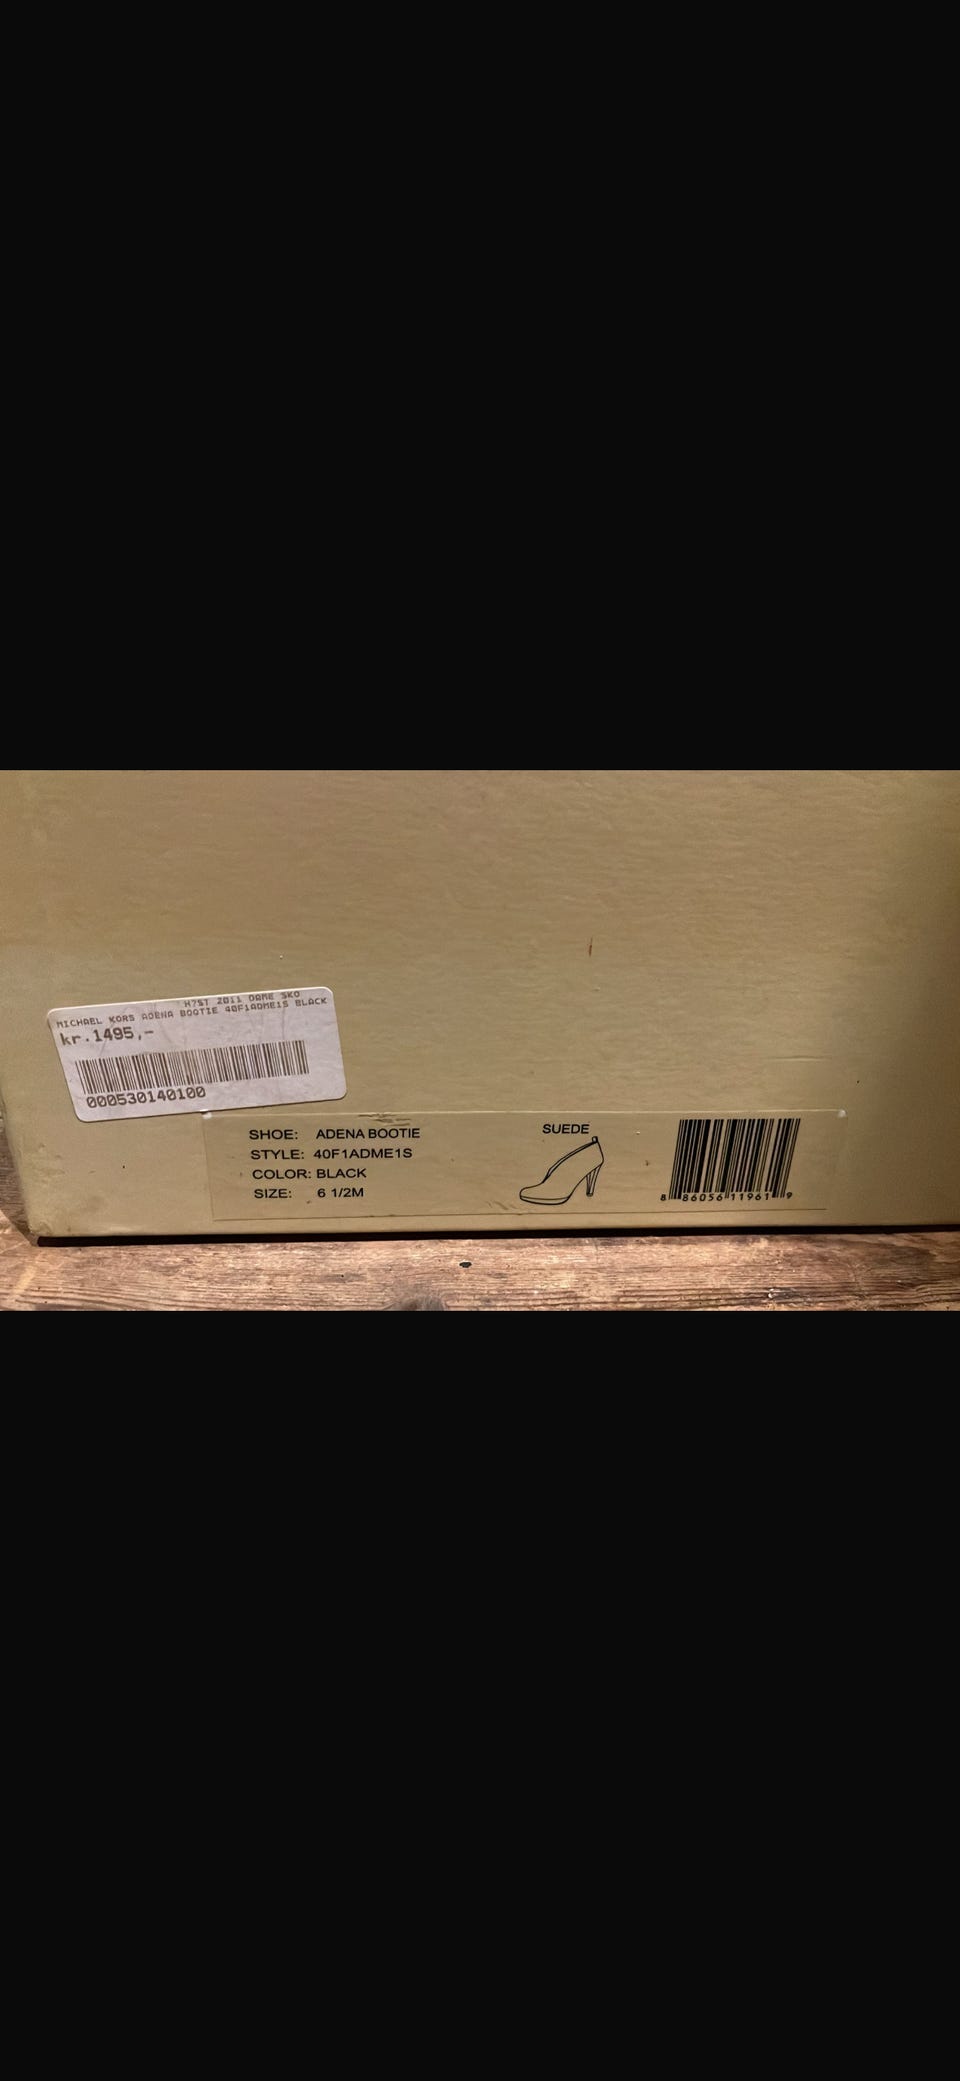 H?ST 2011 DAME SKO
MICHAEL KORS ADENA BOOTIE 40F1ADME1S BLACK
kr.1495,-
000530140100
SHOE: ADENA BOOTIE
STYLE: 40F1ADME1S
COLOR: BLACK
SIZE: 6 1/2M
SUEDE
8 86056 11961 9